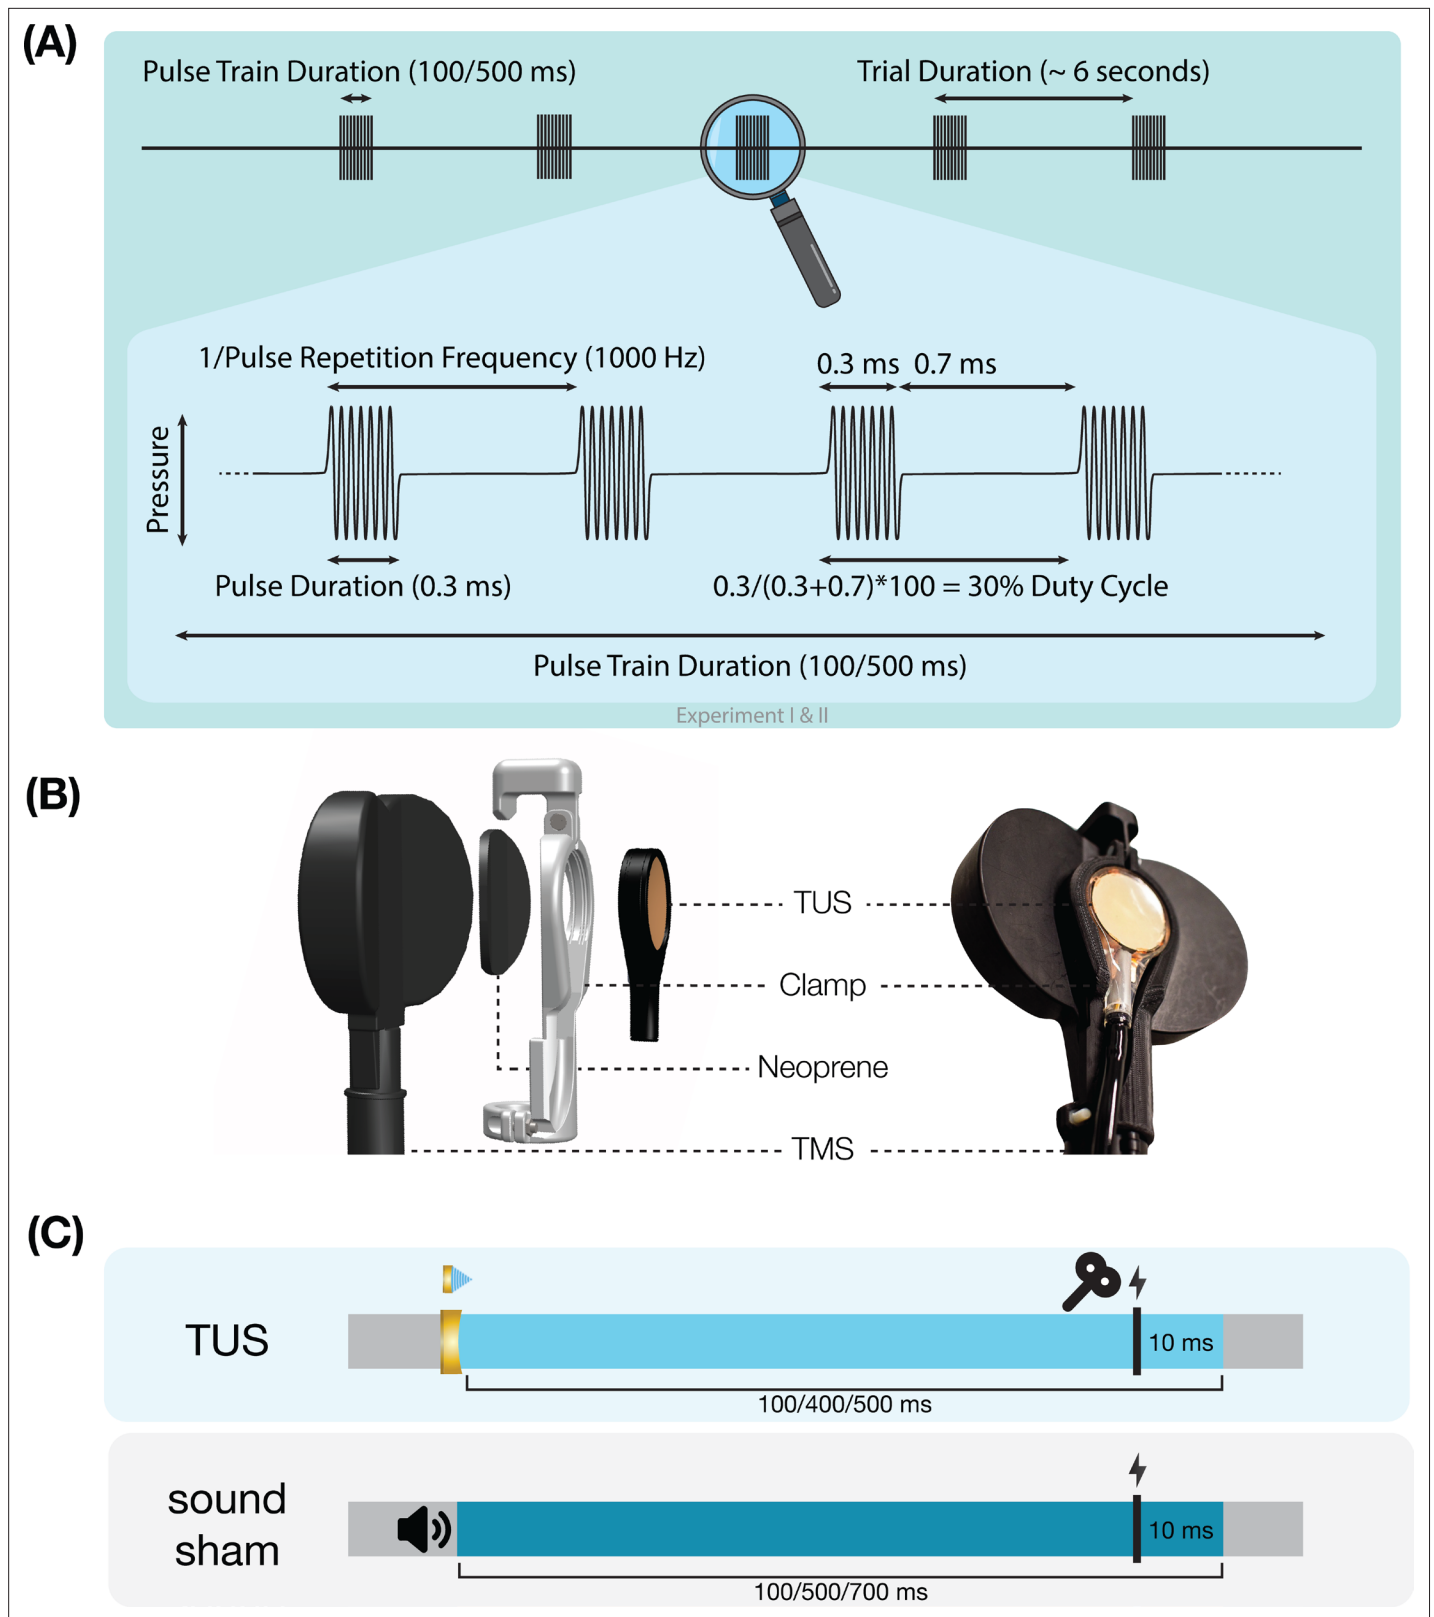 (A)
Pulse Train Duration (100/500 ms)
Trial Duration (~ 6 seconds)
1/Pulse Repetition Frequency (1000 Hz)
0.3 ms
0.7 ms
Pressure
Pulse Duration (0.3 ms)
0.3/(0.3+0.7)*100 = 30% Duty Cycle
Pulse Train Duration (100/500 ms)
Experiment I & II
(B)
TUS
Clamp
Neoprene
TMS
(C)
TUS
10 ms
100/400/500 ms
sound
sham
10 ms
100/500/700 ms